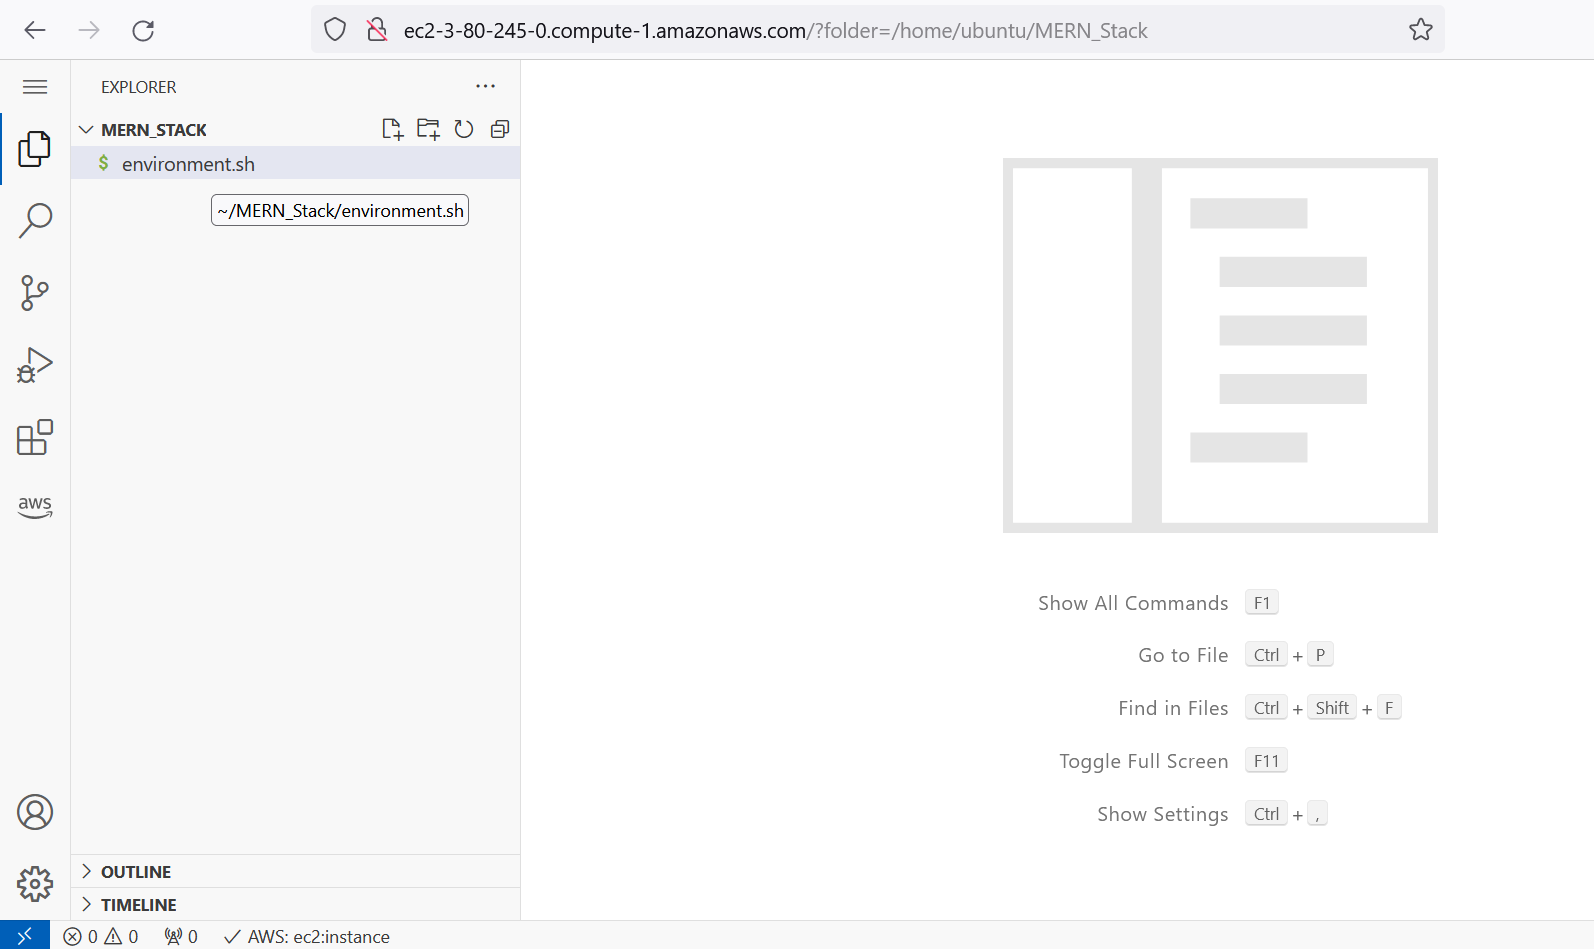 ec2-3-80-245-0.compute-1.amazonaws.com/?folder=/home/ubuntu/MERN_Stack
EXPLORER
MERN_STACK
$ environment.sh
~/MERN_Stack/environment.sh
aws
Show All Commands F1
Go to File Ctrl + P
Find in Files Ctrl + Shift + F
Toggle Full Screen F11
Show Settings Ctrl + ,
OUTLINE
TIMELINE
0 0 0 AWS: ec2:instance